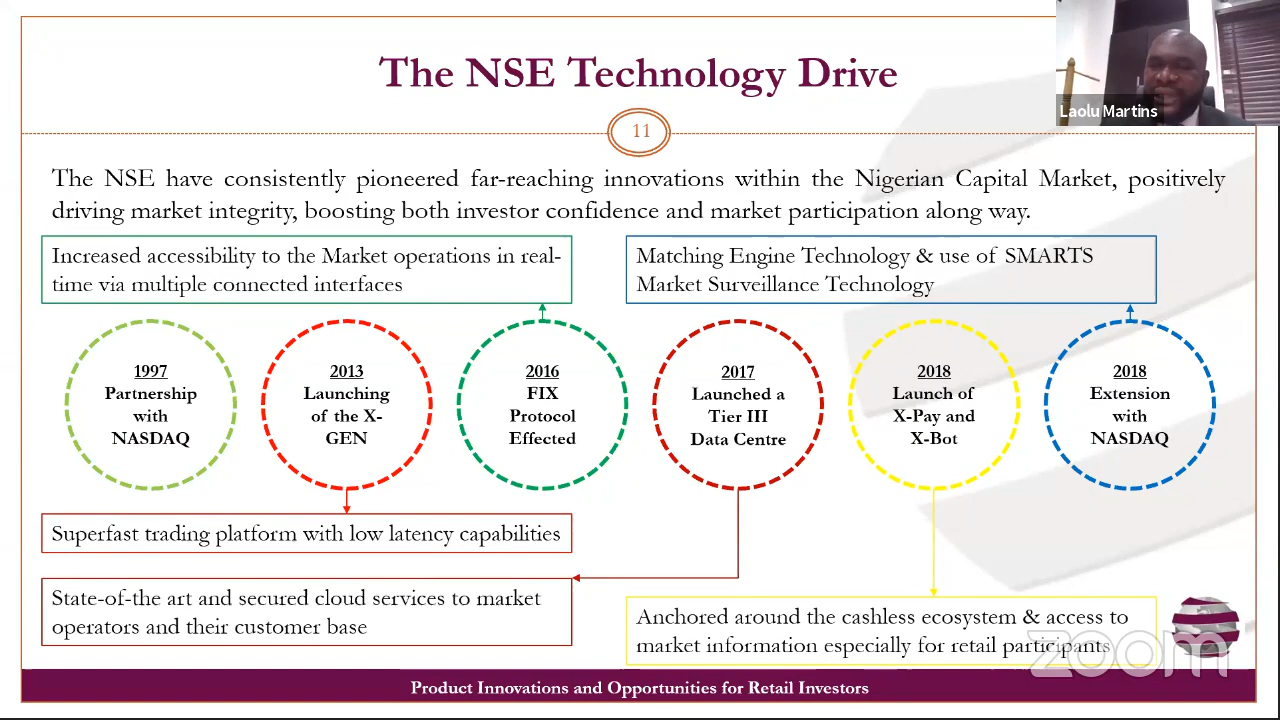 The NSE Technology Drive
Laolu Martins
11
The NSE have consistently pioneered far-reaching innovations within the Nigerian Capital Market, positively
driving market integrity, boosting both investor confidence and market participation along way.
Increased accessibility to the Market operations in real-
time via multiple connected interfaces
Matching Engine Technology & use of SMARTS
Market Surveillance Technology
1997
Partnership
with
NASDAQ
2013
Launching
of the X-
GEN
2016
FIX
Protocol
Effected
2017
Launched a
Tier III
Data Centre
2018
Launch of
X-Pay and
X-Bot
2018
Extension
with
NASDAQ
Superfast trading platform with low latency capabilities
State-of-the art and secured cloud services to market
operators and their customer base
Anchored around the cashless ecosystem & access to
market information especially for retail participants
zoom
Product Innovations and Opportunities for Retail Investors